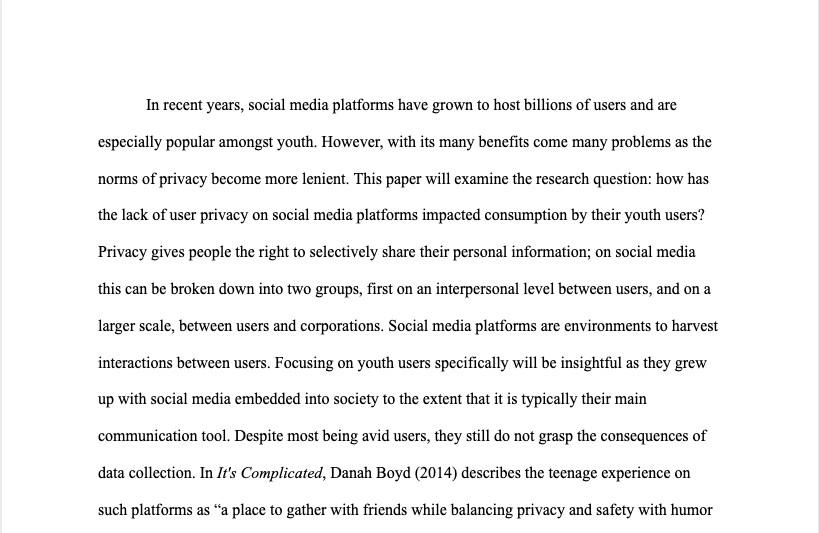 In recent years, social media platforms have grown to host billions of users and are
especially popular amongst youth. However, with its many benefits come many problems as the
norms of privacy become more lenient. This paper will examine the research question: how has
the lack of user privacy on social media platforms impacted consumption by their youth users?
Privacy gives people the right to selectively share their personal information; on social media
this can be broken down into two groups, first on an interpersonal level between users, and on a
larger scale, between users and corporations. Social media platforms are environments to harvest
interactions between users. Focusing on youth users specifically will be insightful as they grew
up with social media embedded into society to the extent that it is typically their main
communication tool. Despite most being avid users, they still do not grasp the consequences of
data collection. In It's Complicated, Danah Boyd (2014) describes the teenage experience on
such platforms as “a place to gather with friends while balancing privacy and safety with humor